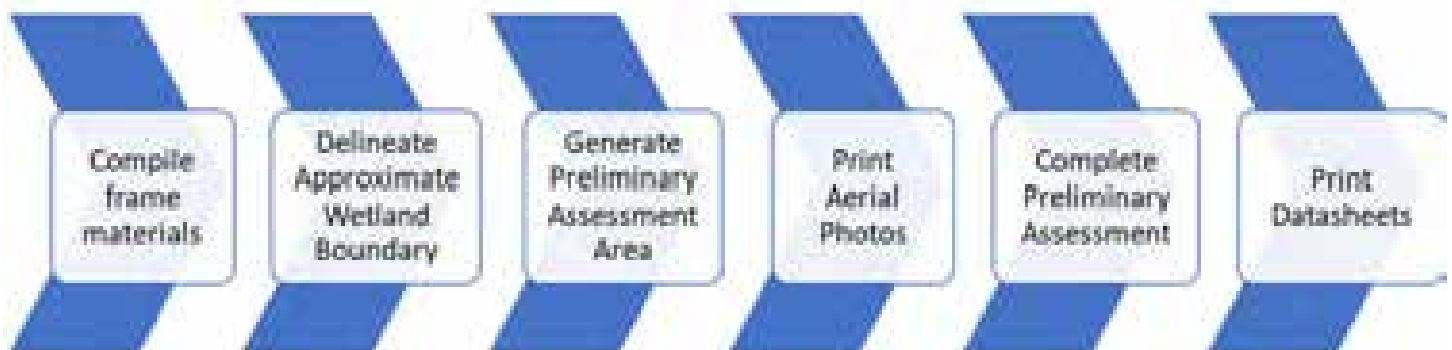 Compile
frame
materials
Delineate
Approximate
Wetland
Boundary
Generate
Preliminary
Assessment
Area
Print
Aerial
Photos
Complete
Preliminary
Assessment
Print
Datasheets